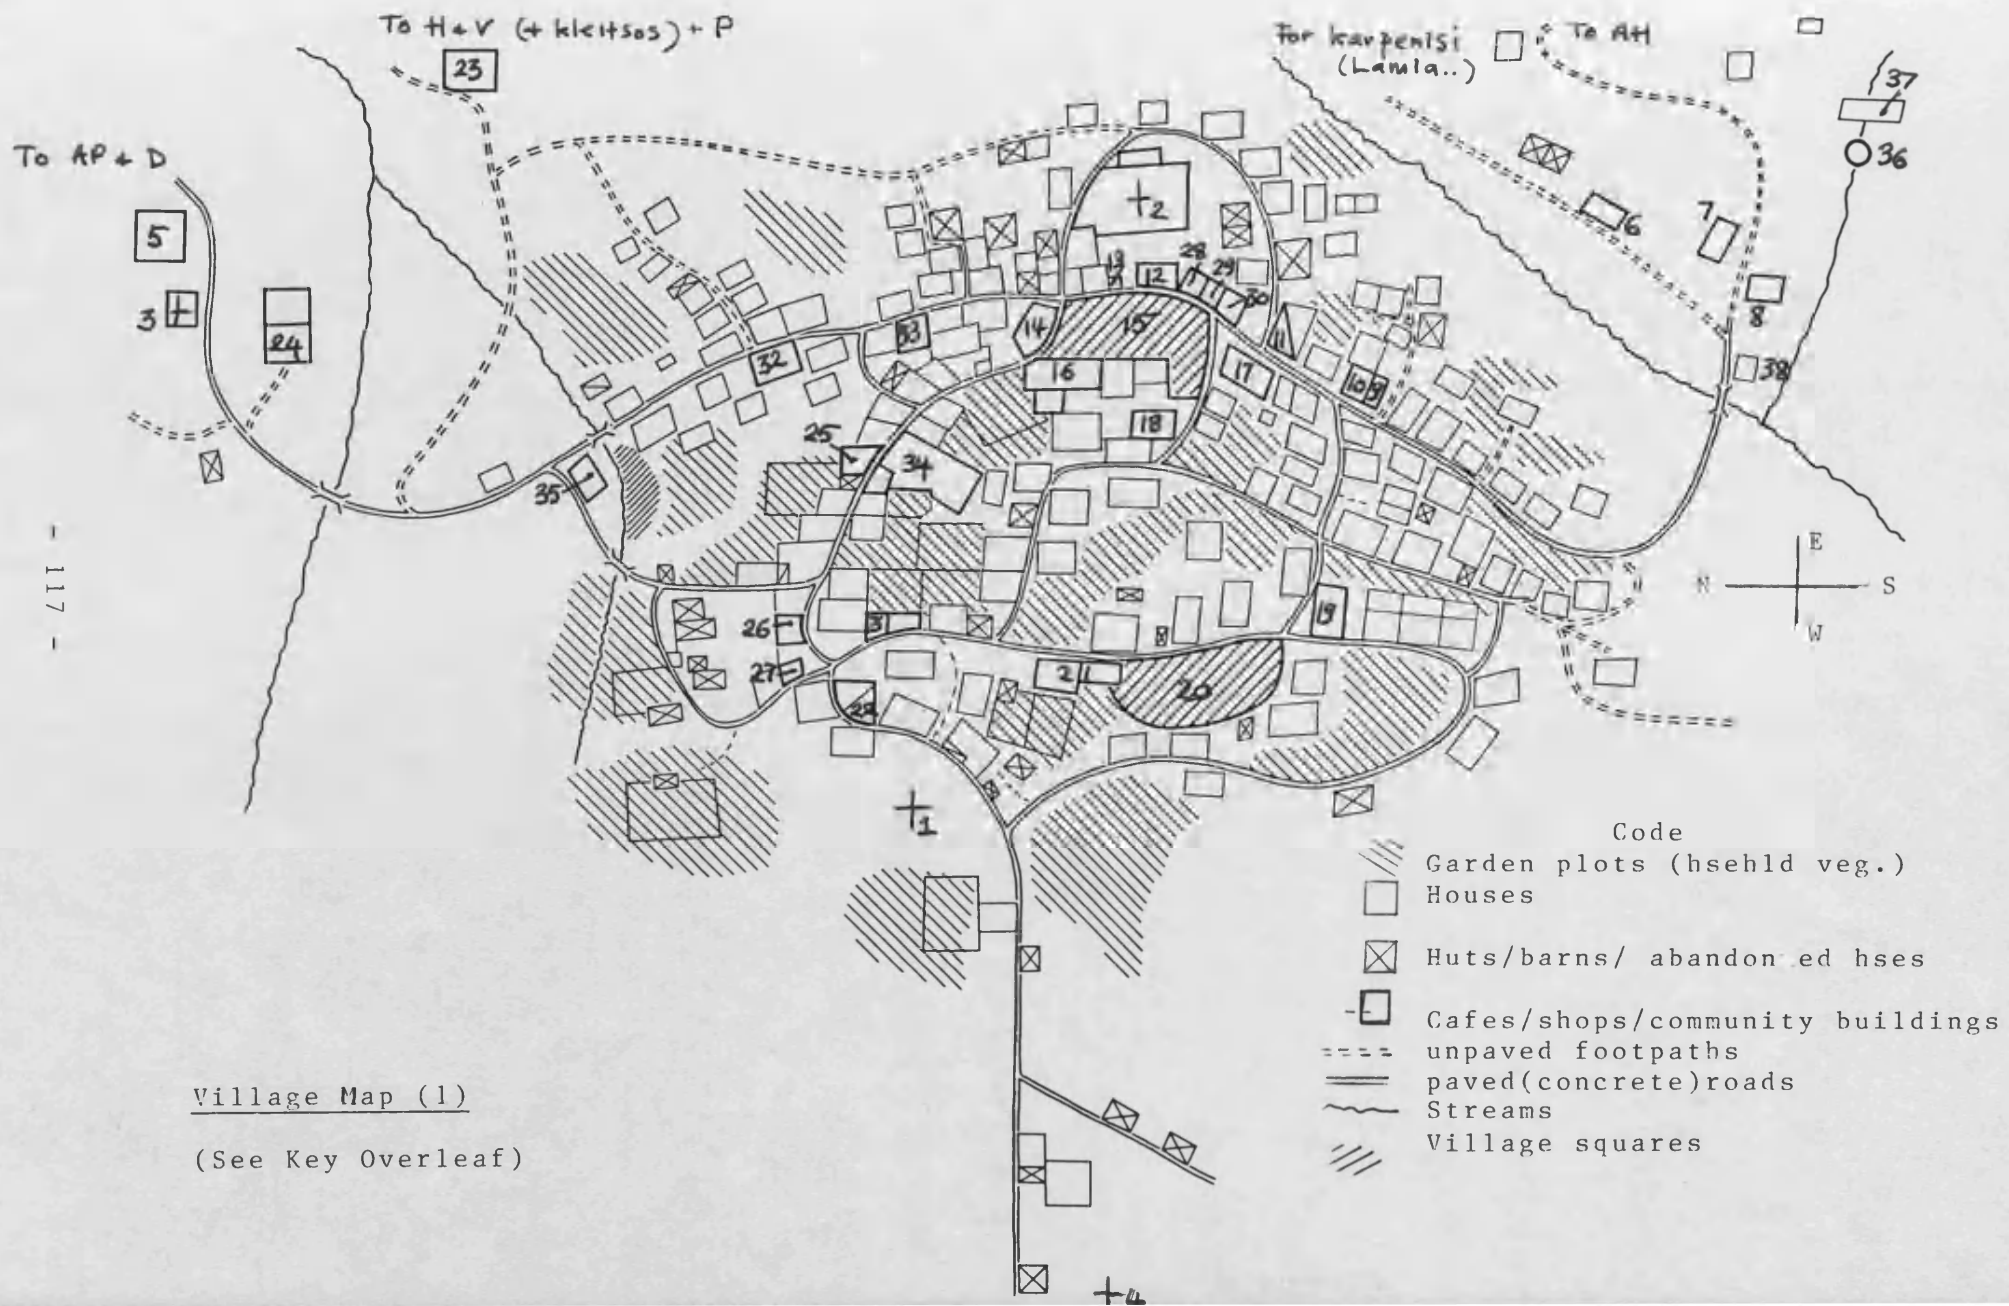 To H+V (+ kleitsos) + P
23
For karpenisi
(Lamia..)
To AH
37
36
To AP + D
5
3
24
2
6
7
8
38
13
12
28
29
30
14
15
11
33
32
16
17
10
9
18
25
34
35
26
27
31
19
21
20
22
1
4
E
N
S
W
- 117 -
Code
Garden plots (hsehld veg.)
Houses
Huts/barns/ abandon ed hses
Cafes/shops/community buildings
unpaved footpaths
paved(concrete)roads
Streams
Village squares
Village Map (1)
(See Key Overleaf)